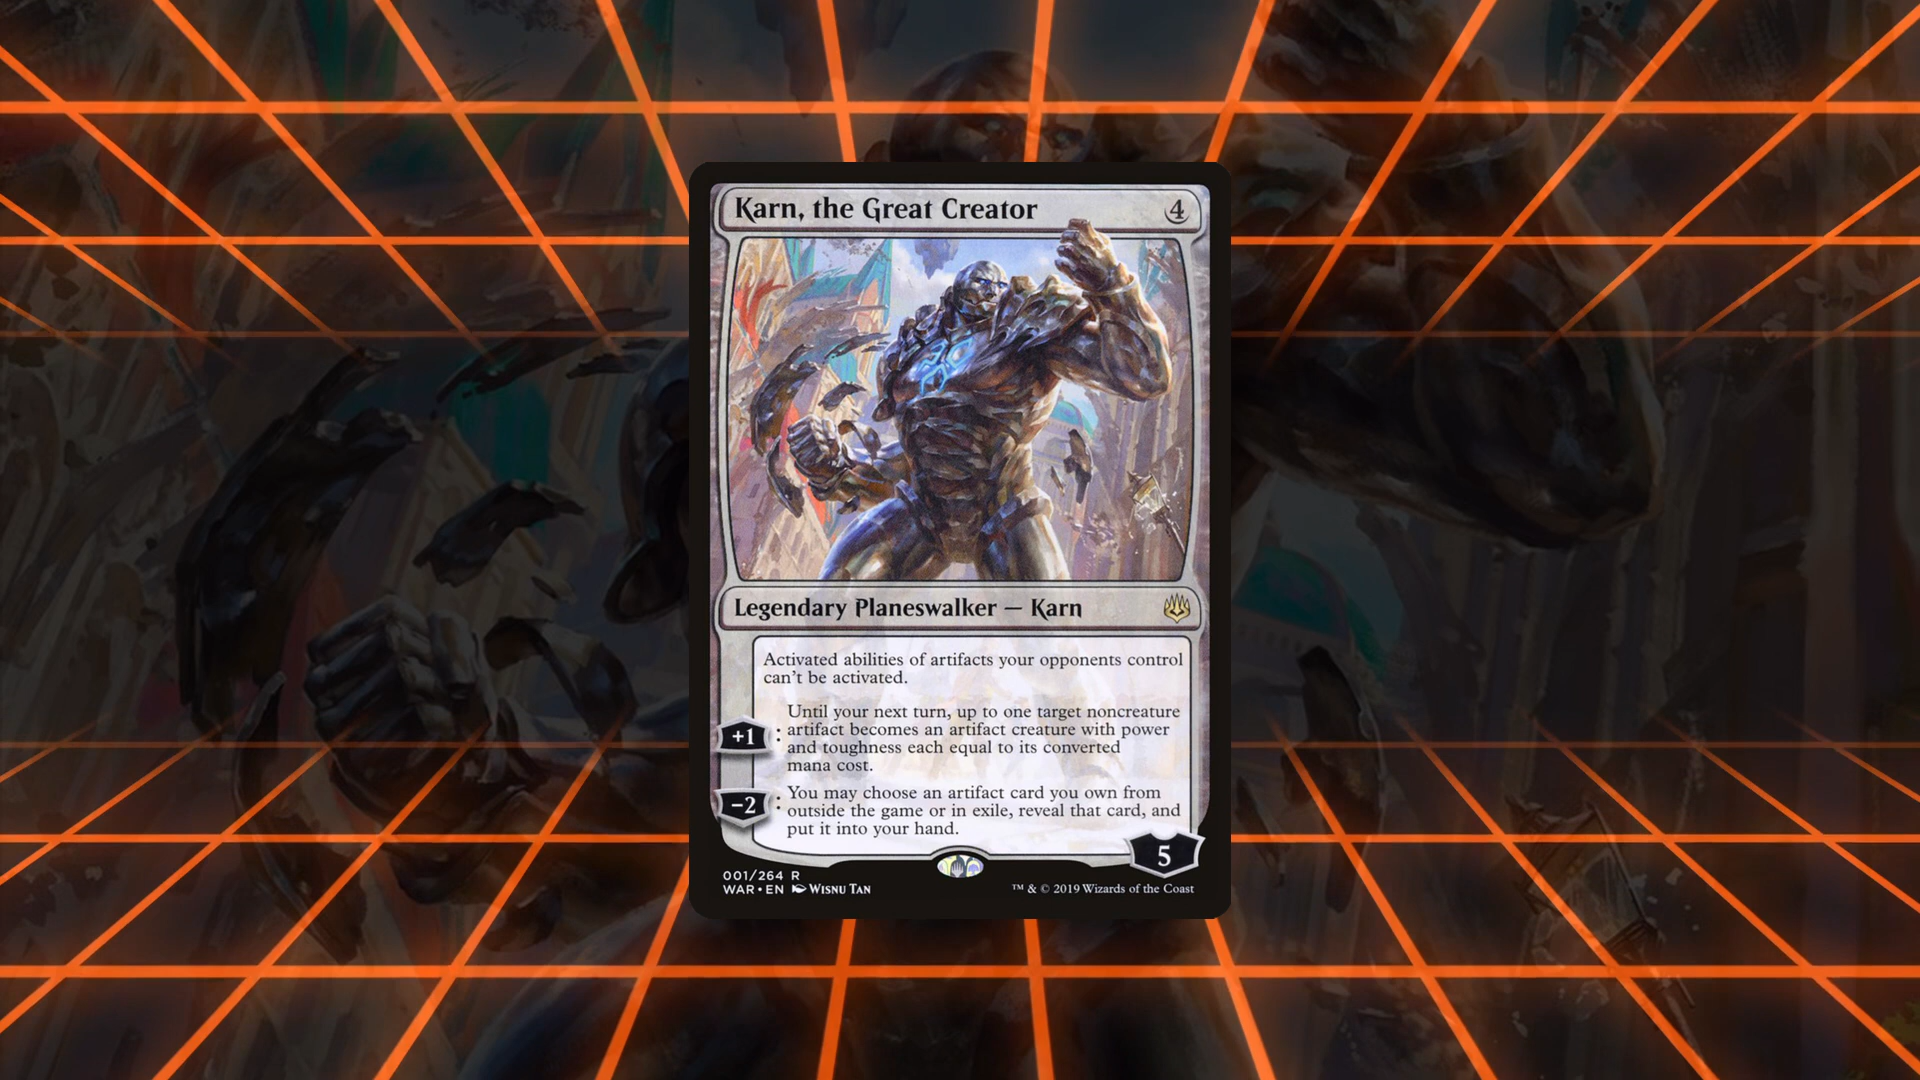 Karn, the Great Creator 4
Legendary Planeswalker — Karn
Activated abilities of artifacts your opponents control
can't be activated.
+1: Until your next turn, up to one target noncreature
artifact becomes an artifact creature with power
and toughness each equal to its converted
mana cost.
−2: You may choose an artifact card you own from
outside the game or in exile, reveal that card, and
put it into your hand.
5
001/264 R
WAR • EN Wisnu Tan
™ & © 2019 Wizards of the Coast